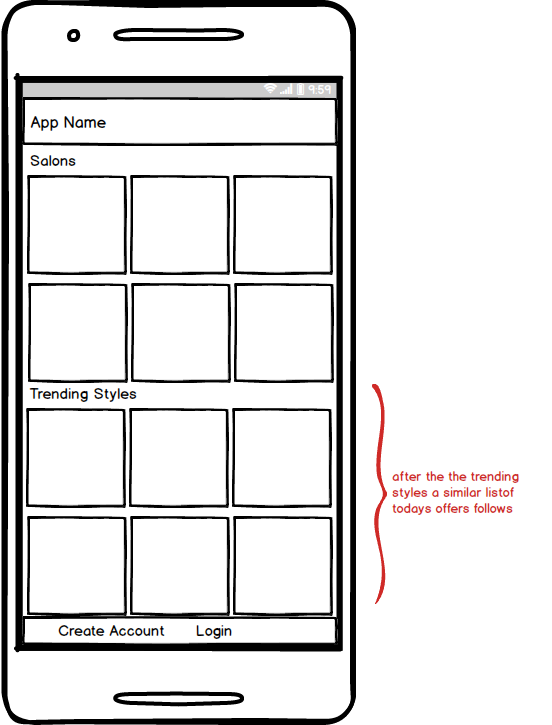 9:59
App Name
Salons
Trending Styles
after the the trending
styles a similar listof
todays offers follows
Create Account Login